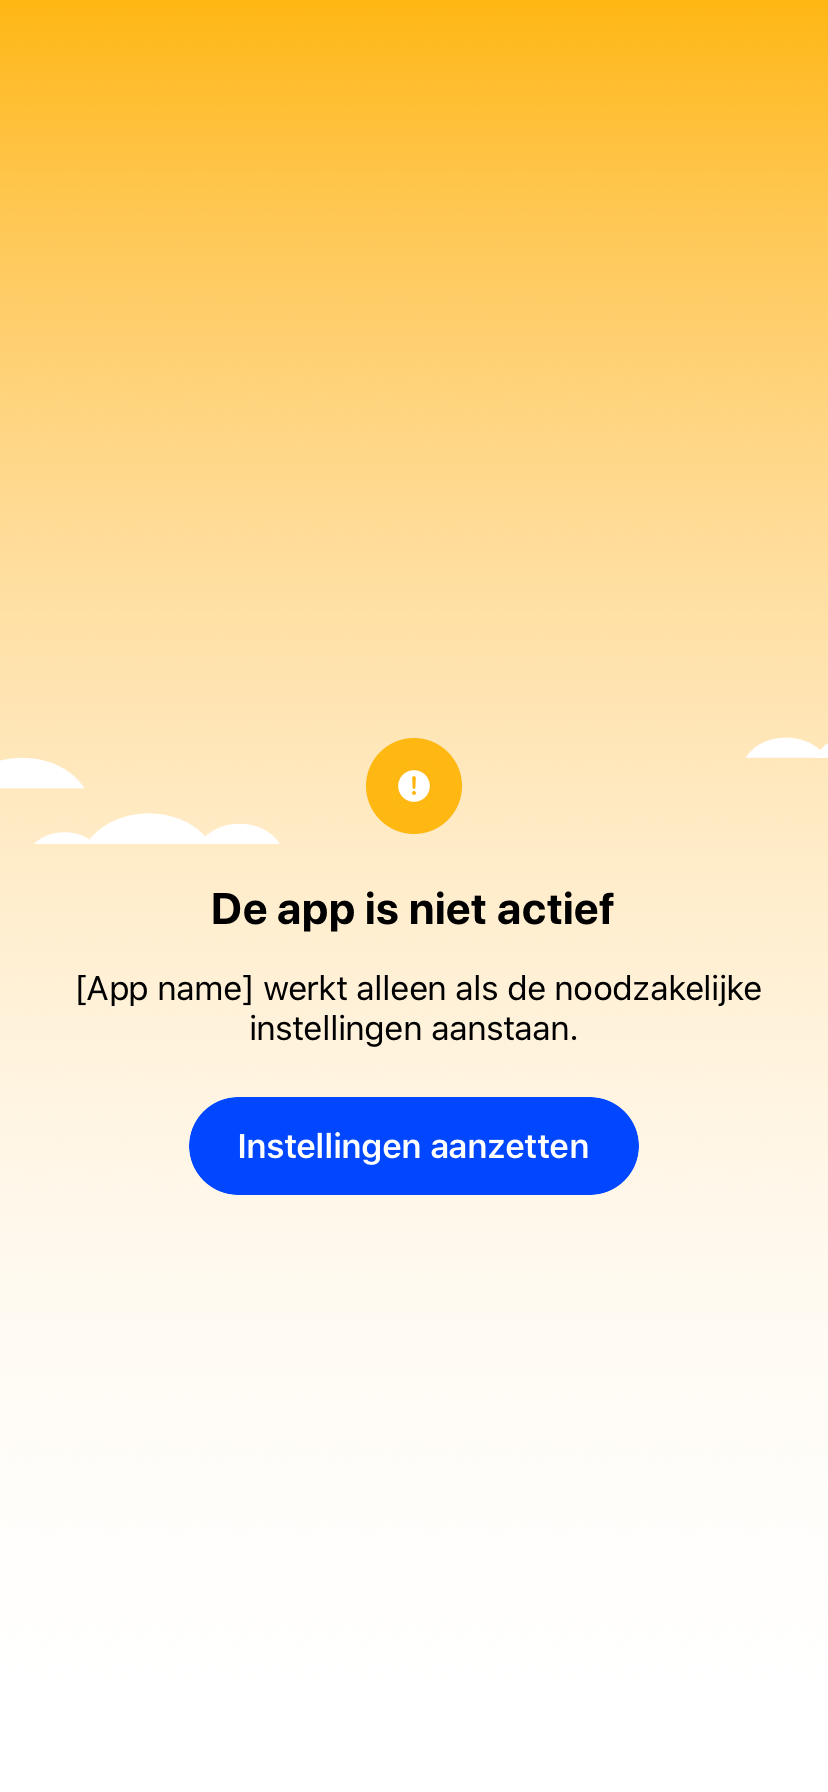 De app is niet actief
[App name] werkt alleen als de noodzakelijke
instellingen aanstaan.
Instellingen aanzetten